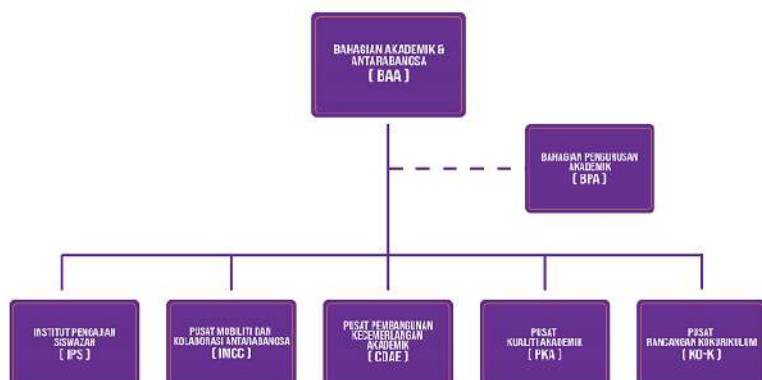 BAHAGIAN AKADEMIK &
ANTARABANGSA
( BAA )
BAHAGIAN PENGURUSAN
AKADEMIK
( BPA )
INSTITUT PENGAJIAN
SISWAZAH
( IPS )
PUSAT MOBILITI DAN
KOLABORASI ANTARABANGSA
( IMCC )
PUSAT PEMBANGUNAN
KECEMERLANGAN
AKADEMIK
( CDAE )
PUSAT
KUALITI AKADEMIK
( PKA )
PUSAT
RANCANGAN KOKURIKULUM
( KO-K )